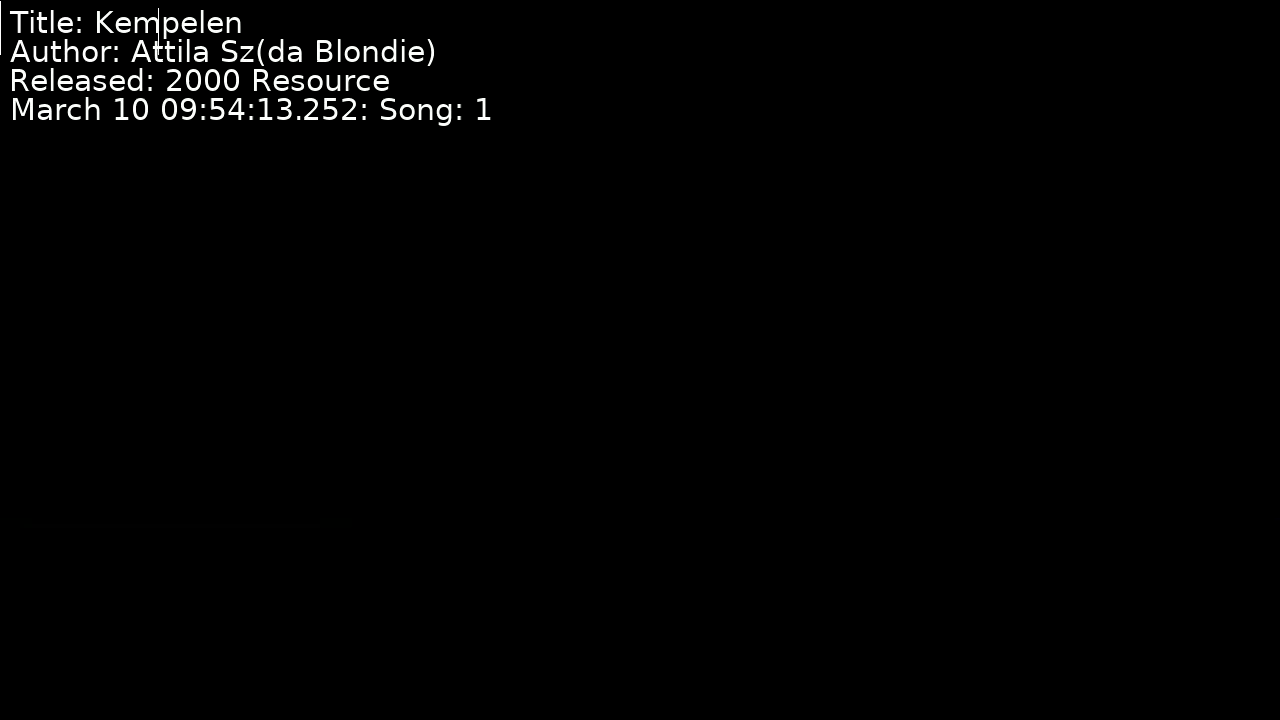 Title: Kempelen
Author: Attila Sz(da Blondie)
Released: 2000 Resource
March 10 09:54:13.252: Song: 1